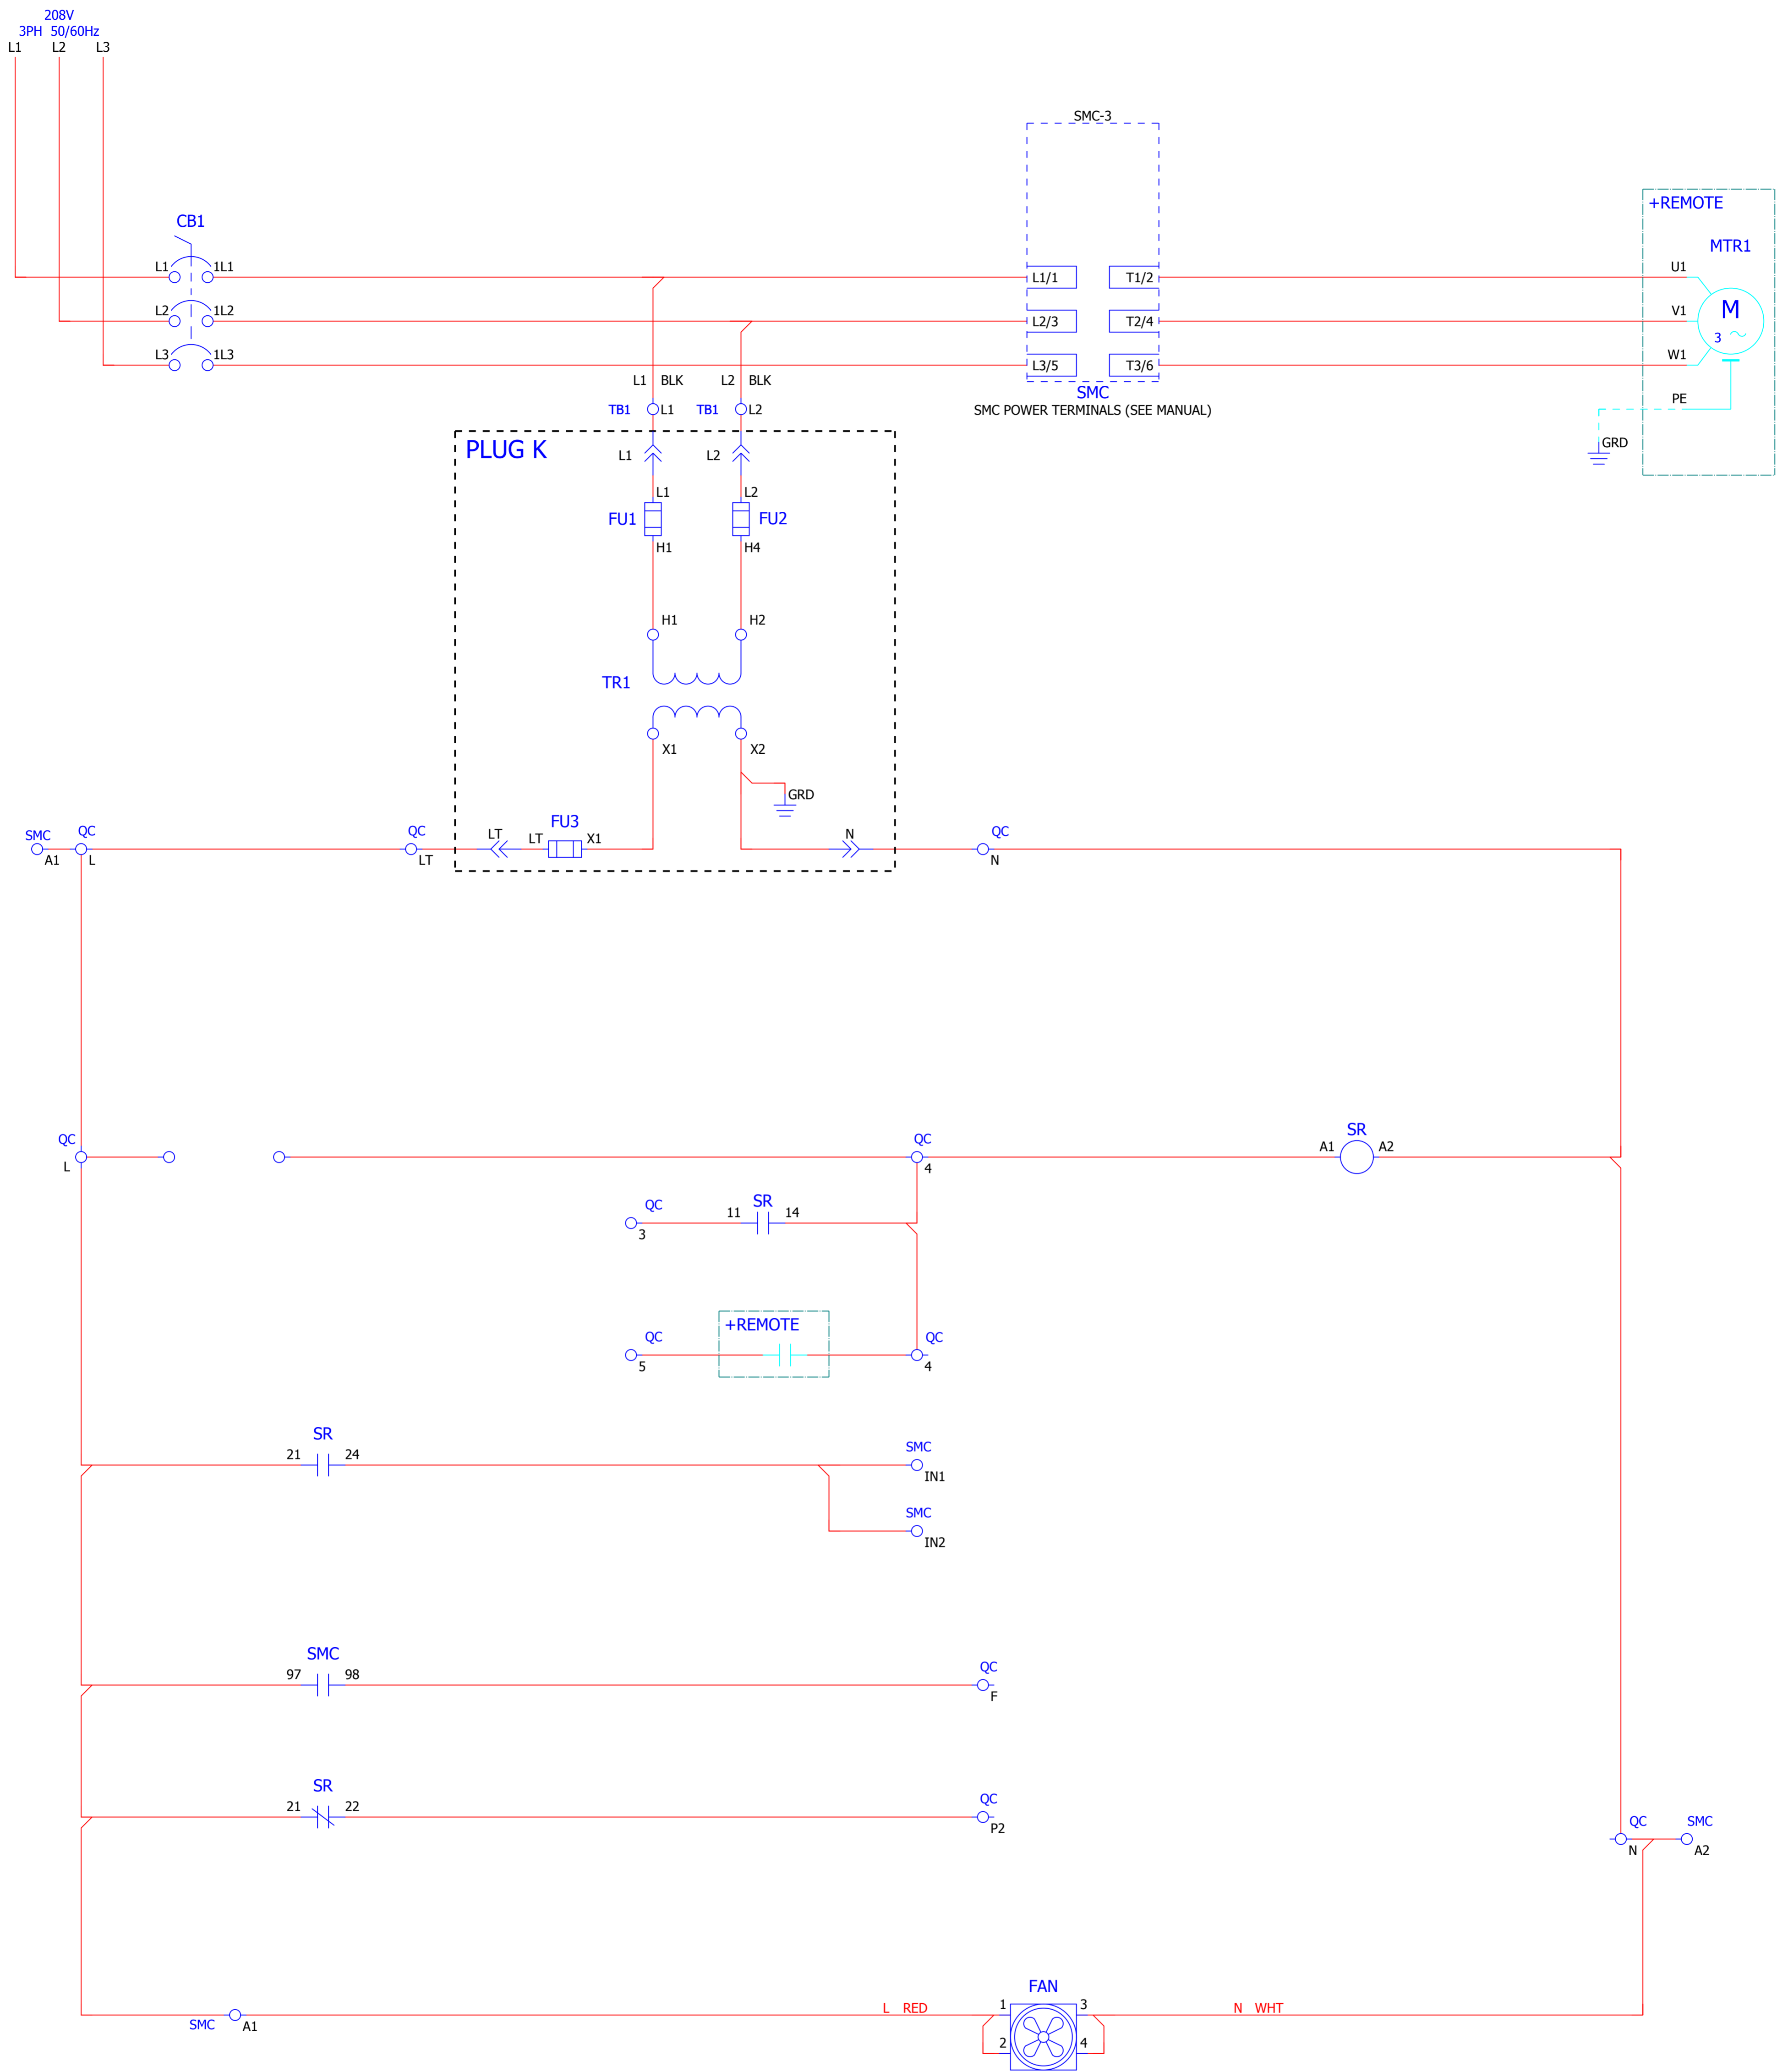 208V
3PH 50/60Hz
L1 L2 L3
SMC-3
+REMOTE
MTR1
CB1
L1 1L1 L1/1 T1/2 U1
L2 1L2 L2/3 T2/4 V1
M
3
L3 1L3 L3/5 T3/6 W1
L1 BLK L2 BLK
SMC
SMC POWER TERMINALS (SEE MANUAL)
TB1 L1 TB1 L2
PE
GRD
PLUG K
L1 L2
L1 L2
FU1 FU2
H1 H4
H1 H2
TR1
X1 X2
GRD
FU3
SMC QC QC LT LT X1 N QC
A1 L LT N
QC QC SR
L 4 A1 A2
QC SR
3 11 14
+REMOTE
QC QC
5 4
SR SMC
21 24 IN1
SMC
IN2
SMC QC
97 98 F
SR QC
21 22 P2
QC SMC
N A2
FAN
L RED 1 3 N WHT
SMC A1
2 4